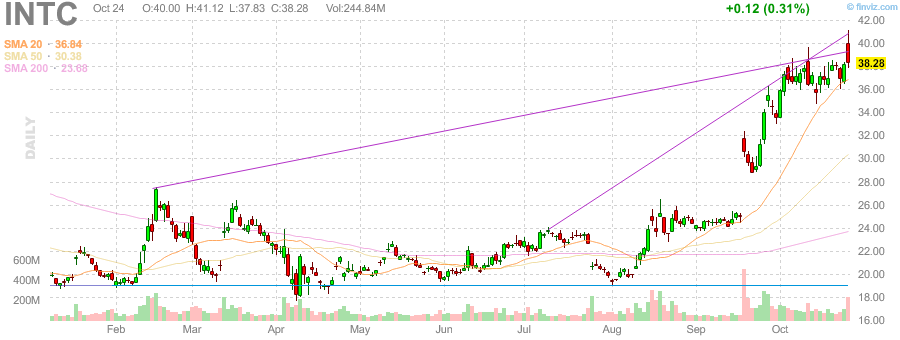 INTC Oct 24 O:40.00 H:41.12 L:37.83 C:38.28 Vol:244.84M +0.12 (0.31%) © finviz.com
SMA 20 · 36.84
SMA 50 · 30.38
SMA 200 · 23.68
DAILY
42.00
40.00
38.28
38.00
36.00
34.00
32.00
30.00
28.00
26.00
24.00
22.00
20.00
18.00
16.00
600M
400M
200M
Feb Mar Apr May Jun Jul Aug Sep Oct